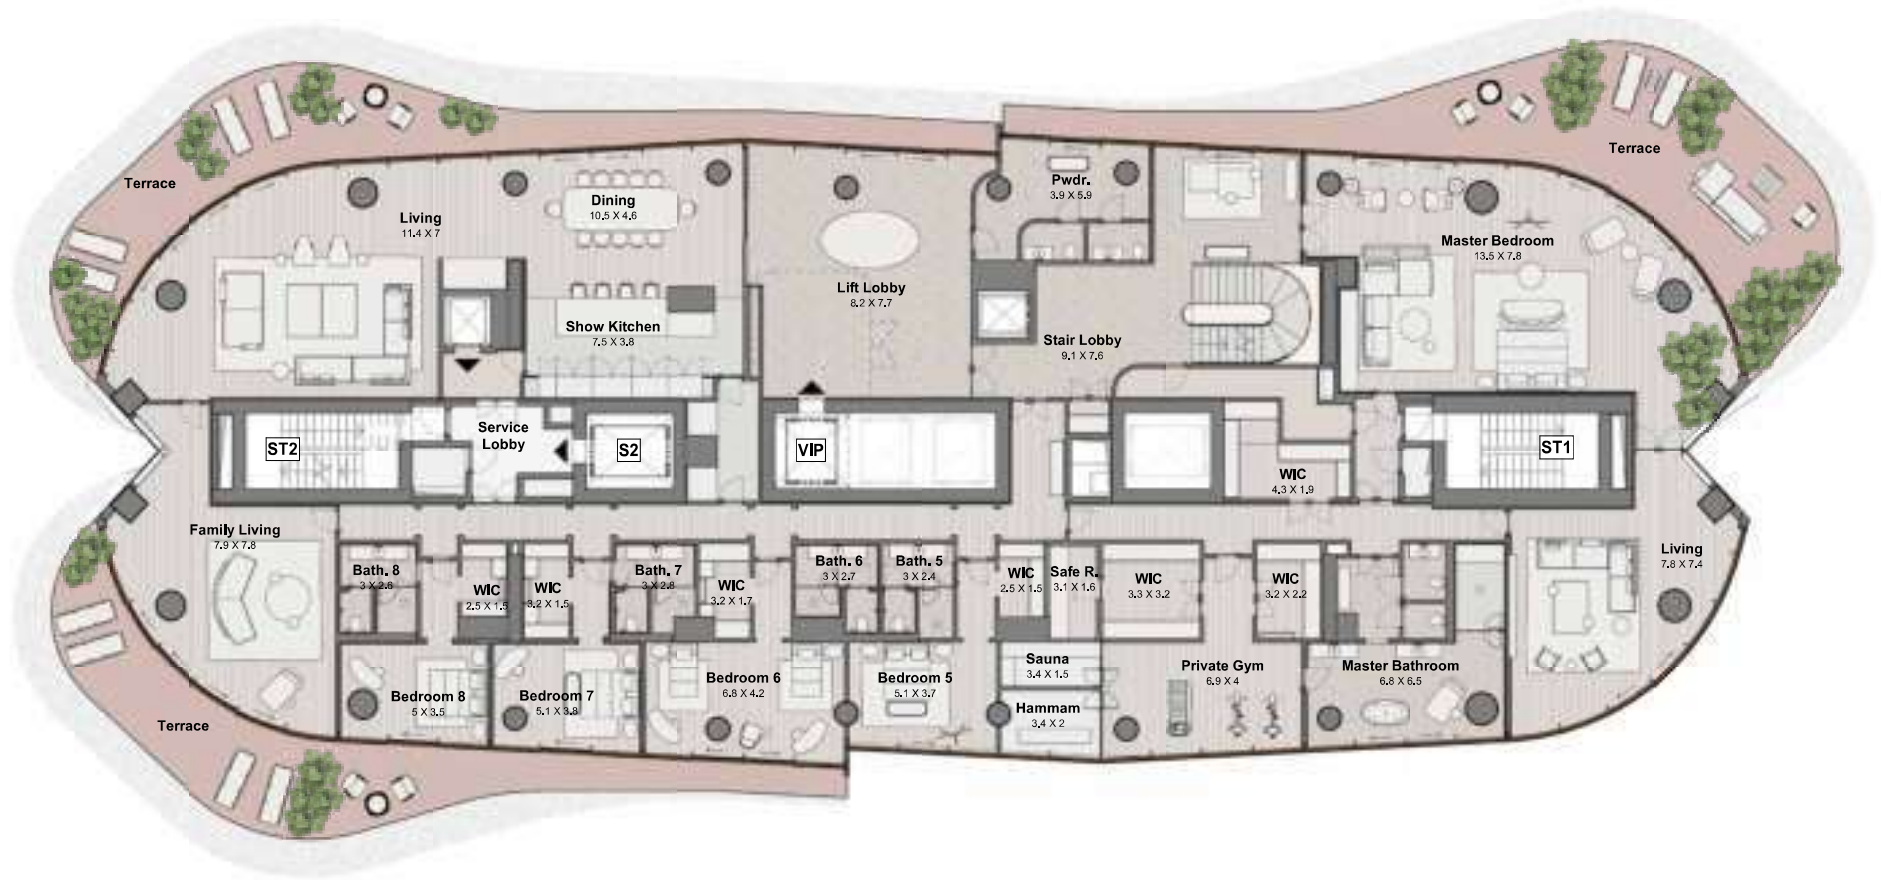 Terrace
Living
11.4 X 7
Dining
10.5 X 4.6
Show Kitchen
7.5 X 3.8
Lift Lobby
8.2 X 7.7
Pwdr.
3.9 X 5.9
Stair Lobby
9.1 X 7.6
Master Bedroom
13.5 X 7.8
Terrace
ST2
Service
Lobby
S2
VIP
WIC
4.3 X 1.9
ST1
Family Living
7.9 X 7.8
Bath. 8
3 X 2.6
WIC
2.5 X 1.5
WIC
3.2 X 1.5
Bath. 7
3 X 2.8
WIC
3.2 X 1.7
Bath. 6
3 X 2.7
Bath. 5
3 X 2.4
WIC
2.5 X 1.5
Safe R.
3.1 X 1.6
WIC
3.3 X 3.2
WIC
3.2 X 2.2
Living
7.8 X 7.4
Terrace
Bedroom 8
5 X 3.5
Bedroom 7
5.1 X 3.8
Bedroom 6
6.8 X 4.2
Bedroom 5
5.1 X 3.7
Sauna
3.4 X 1.5
Hammam
3.4 X 2
Private Gym
6.9 X 4
Master Bathroom
6.8 X 6.5